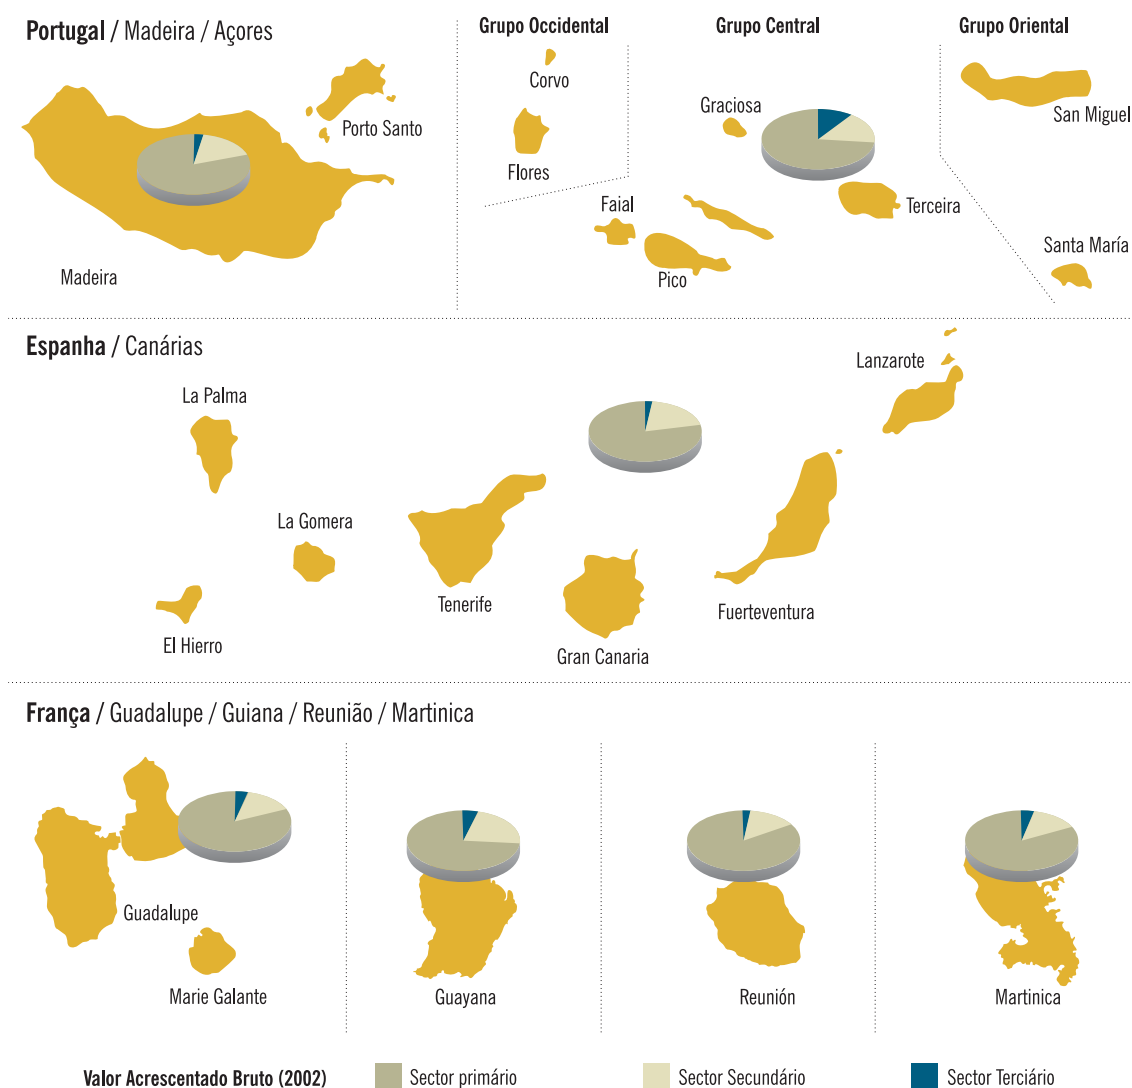 Portugal / Madeira / Açores
Grupo Occidental
Grupo Central
Grupo Oriental
Corvo
Porto Santo
Graciosa
San Miguel
Flores
Faial
Terceira
Santa María
Madeira
Pico
Espanha / Canárias
Lanzarote
La Palma
La Gomera
Tenerife
Fuerteventura
El Hierro
Gran Canaria
França / Guadalupe / Guiana / Reunião / Martinica
Guadalupe
Marie Galante
Guayana
Reunión
Martinica
Valor Acrescentado Bruto (2002)
Sector primário
Sector Secundário
Sector Terciário